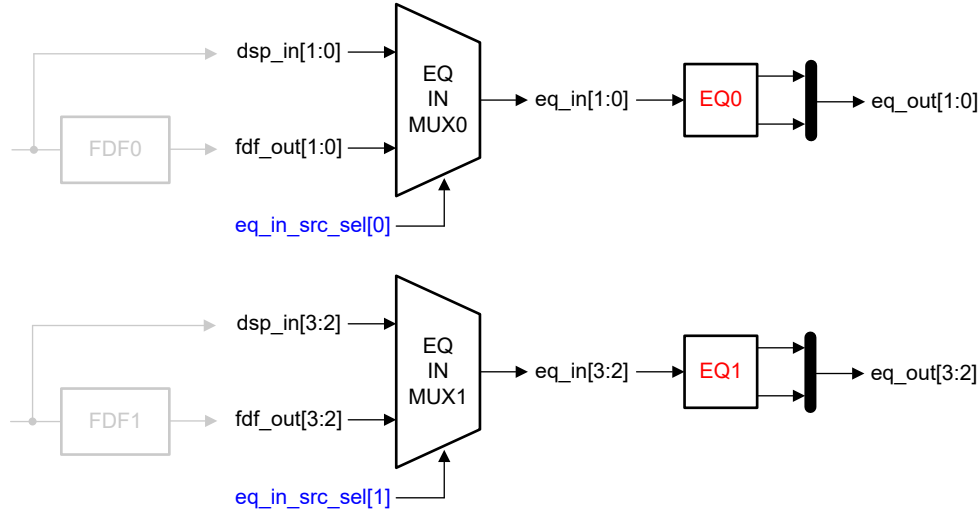 dsp_in[1:0]
EQ
IN
MUX0
eq_in[1:0]
EQ0
eq_out[1:0]
FDF0
fdf_out[1:0]
eq_in_src_sel[0]
dsp_in[3:2]
EQ
IN
MUX1
eq_in[3:2]
EQ1
eq_out[3:2]
FDF1
fdf_out[3:2]
eq_in_src_sel[1]